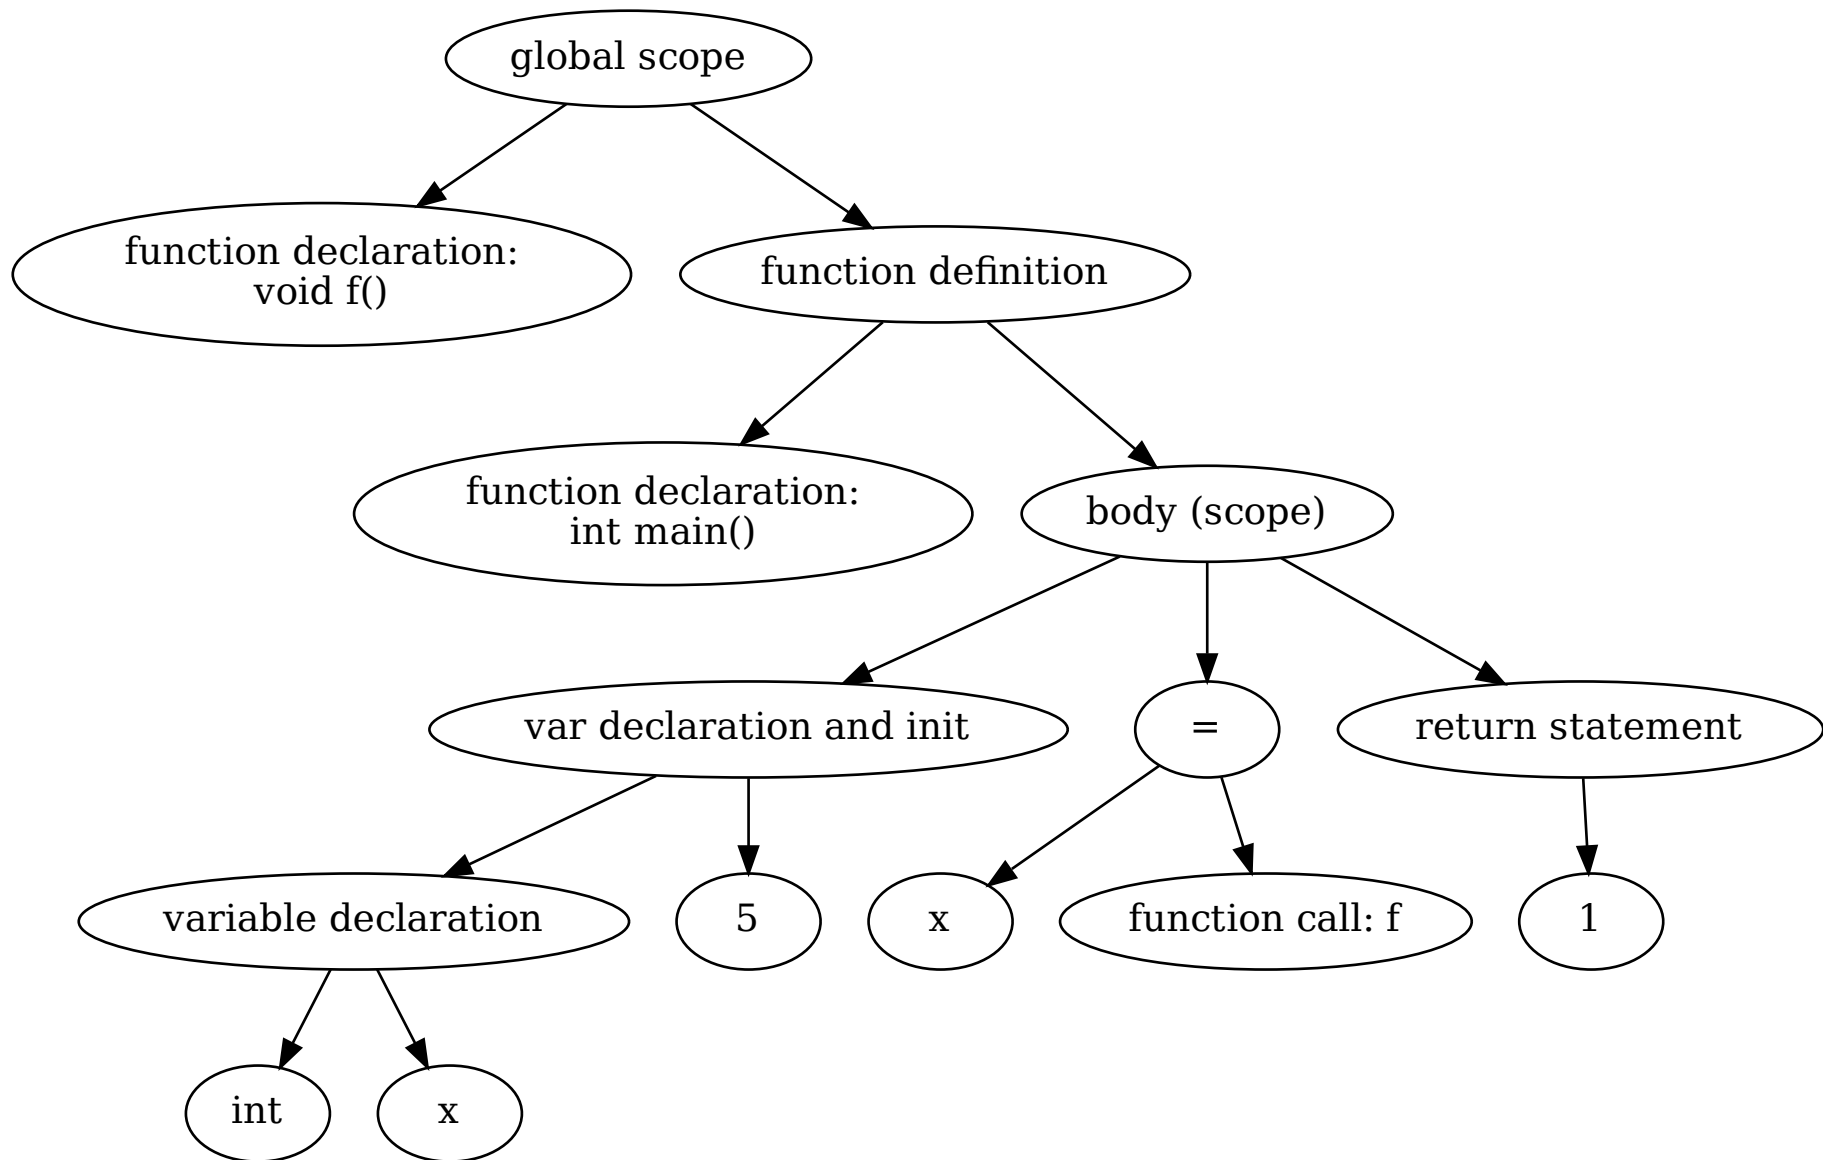 global scope
function declaration:
void f()
function definition
function declaration:
int main()
body (scope)
var declaration and init
=
return statement
variable declaration
5
x
function call: f
1
int
x